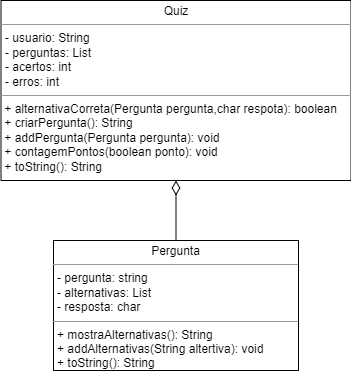 Quiz
- usuario: String
- perguntas: List
- acertos: int
- erros: int
+ alternativaCorreta(Pergunta pergunta,char respota): boolean
+ criarPergunta(): String
+ addPergunta(Pergunta pergunta): void
+ contagemPontos(boolean ponto): void
+ toString(): String
Pergunta
- pergunta: string
- alternativas: List
- resposta: char
+ mostraAlternativas(): String
+ addAlternativas(String altertiva): void
+ toString(): String